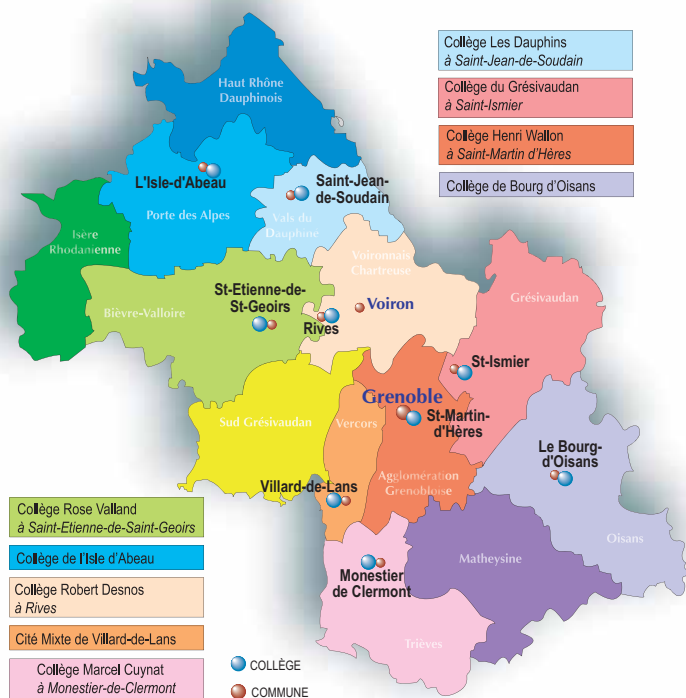 Collège Les Dauphins
à Saint-Jean-de-Soudain
Collège du Grésivaudan
à Saint-Ismier
Collège Henri Wallon
à Saint-Martin d'Hères
Collège de Bourg d'Oisans
Haut Rhône
Dauphinois
L'Isle-d'Abeau
Porte des Alpes
Saint-Jean-
de-Soudain
Vals du
Dauphiné
Isère
Rhodanienne
Voironnais
Chartreuse
Bièvre-Valloire
St-Etienne-de-
St-Geoirs
Rives
Voiron
Grésivaudan
St-Ismier
Grenoble
St-Martin-
d'Hères
Sud Grésivaudan
Vercors
Agglomération
Grenobloise
Le Bourg-
d'Oisans
Villard-de-Lans
Oisans
Matheysine
Monestier
de Clermont
Trièves
Collège Rose Valland
à Saint-Etienne-de-Saint-Geoirs
Collège de l'Isle d'Abeau
Collège Robert Desnos
à Rives
Cité Mixte de Villard-de-Lans
Collège Marcel Cuynat
à Monestier-de-Clermont
COLLÈGE
COMMUNE